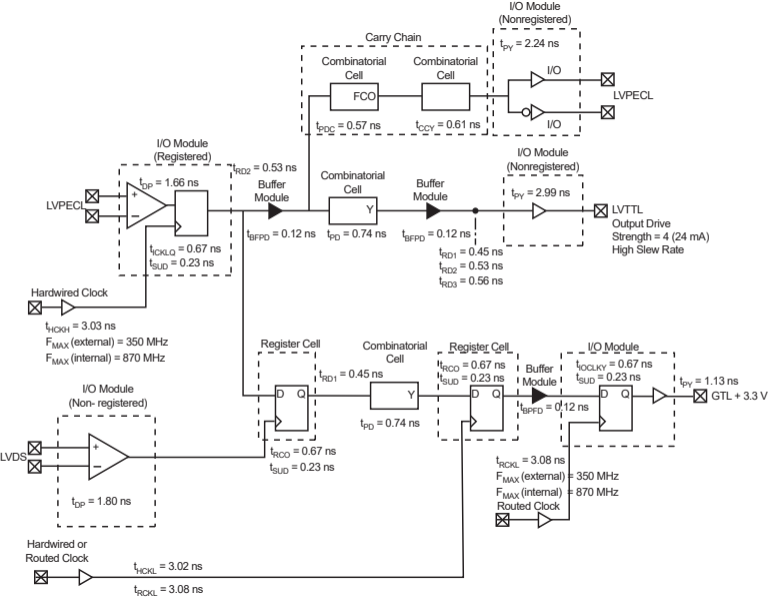 I/O Module
(Nonregistered)
Carry Chain
tPY = 2.24 ns
Combinatorial
Cell
Combinatorial
Cell
I/O
FCO
LVPECL
I/O
tPDC = 0.57 ns
tCCY = 0.61 ns
I/O Module
(Registered)
I/O Module
(Nonregistered)
tRD2 = 0.53 ns
tDP = 1.66 ns
Buffer
Module
Combinatorial
Cell
Buffer
Module
tPY = 2.99 ns
LVPECL
+
−
Y
LVTTL
Output Drive
Strength = 4 (24 mA)
High Slew Rate
tBFPD = 0.12 ns
tPD = 0.74 ns
tBFPD = 0.12 ns
tICKLQ = 0.67 ns
tSUD = 0.23 ns
tRD1 = 0.45 ns
tRD2 = 0.53 ns
tRD3 = 0.56 ns
Hardwired Clock
tHCKH = 3.03 ns
FMAX (external) = 350 MHz
FMAX (internal) = 870 MHz
Register Cell
Combinatorial
Cell
Register Cell
I/O Module
tRCO = 0.67 ns
tSUD = 0.23 ns
Buffer
Module
tIOCLKY = 0.67 ns
tSUD = 0.23 ns
tRD1 = 0.45 ns
tPY = 1.13 ns
I/O Module
(Non- registered)
D Q
Y
D Q
D Q
GTL + 3.3 V
tBPFD = 0.12 ns
tPD = 0.74 ns
LVDS
+
−
tRCO = 0.67 ns
tSUD = 0.23 ns
tDP = 1.80 ns
tRCKL = 3.08 ns
FMAX (external) = 350 MHz
FMAX (internal) = 870 MHz
Routed Clock
Hardwired or
Routed Clock
tHCKL = 3.02 ns
tRCKL = 3.08 ns